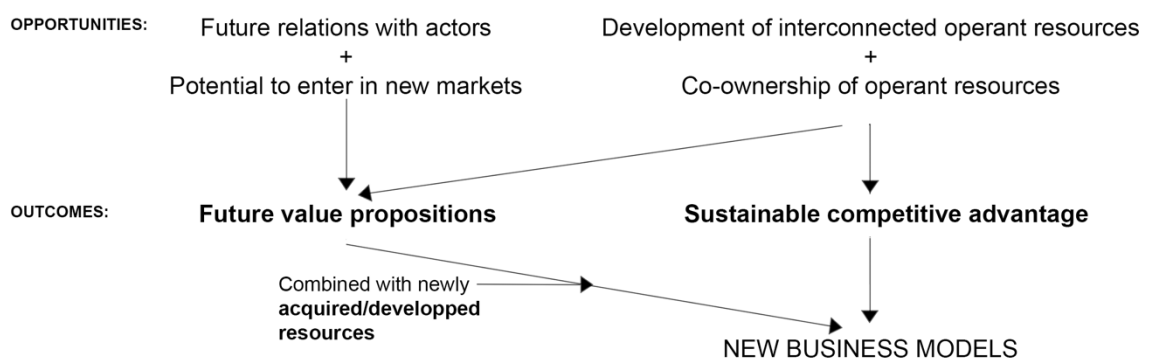 OPPORTUNITIES:
Future relations with actors
+
Potential to enter in new markets
Development of interconnected operant resources
+
Co-ownership of operant resources
OUTCOMES:
Future value propositions
Sustainable competitive advantage
Combined with newly
acquired/developped
resources
NEW BUSINESS MODELS